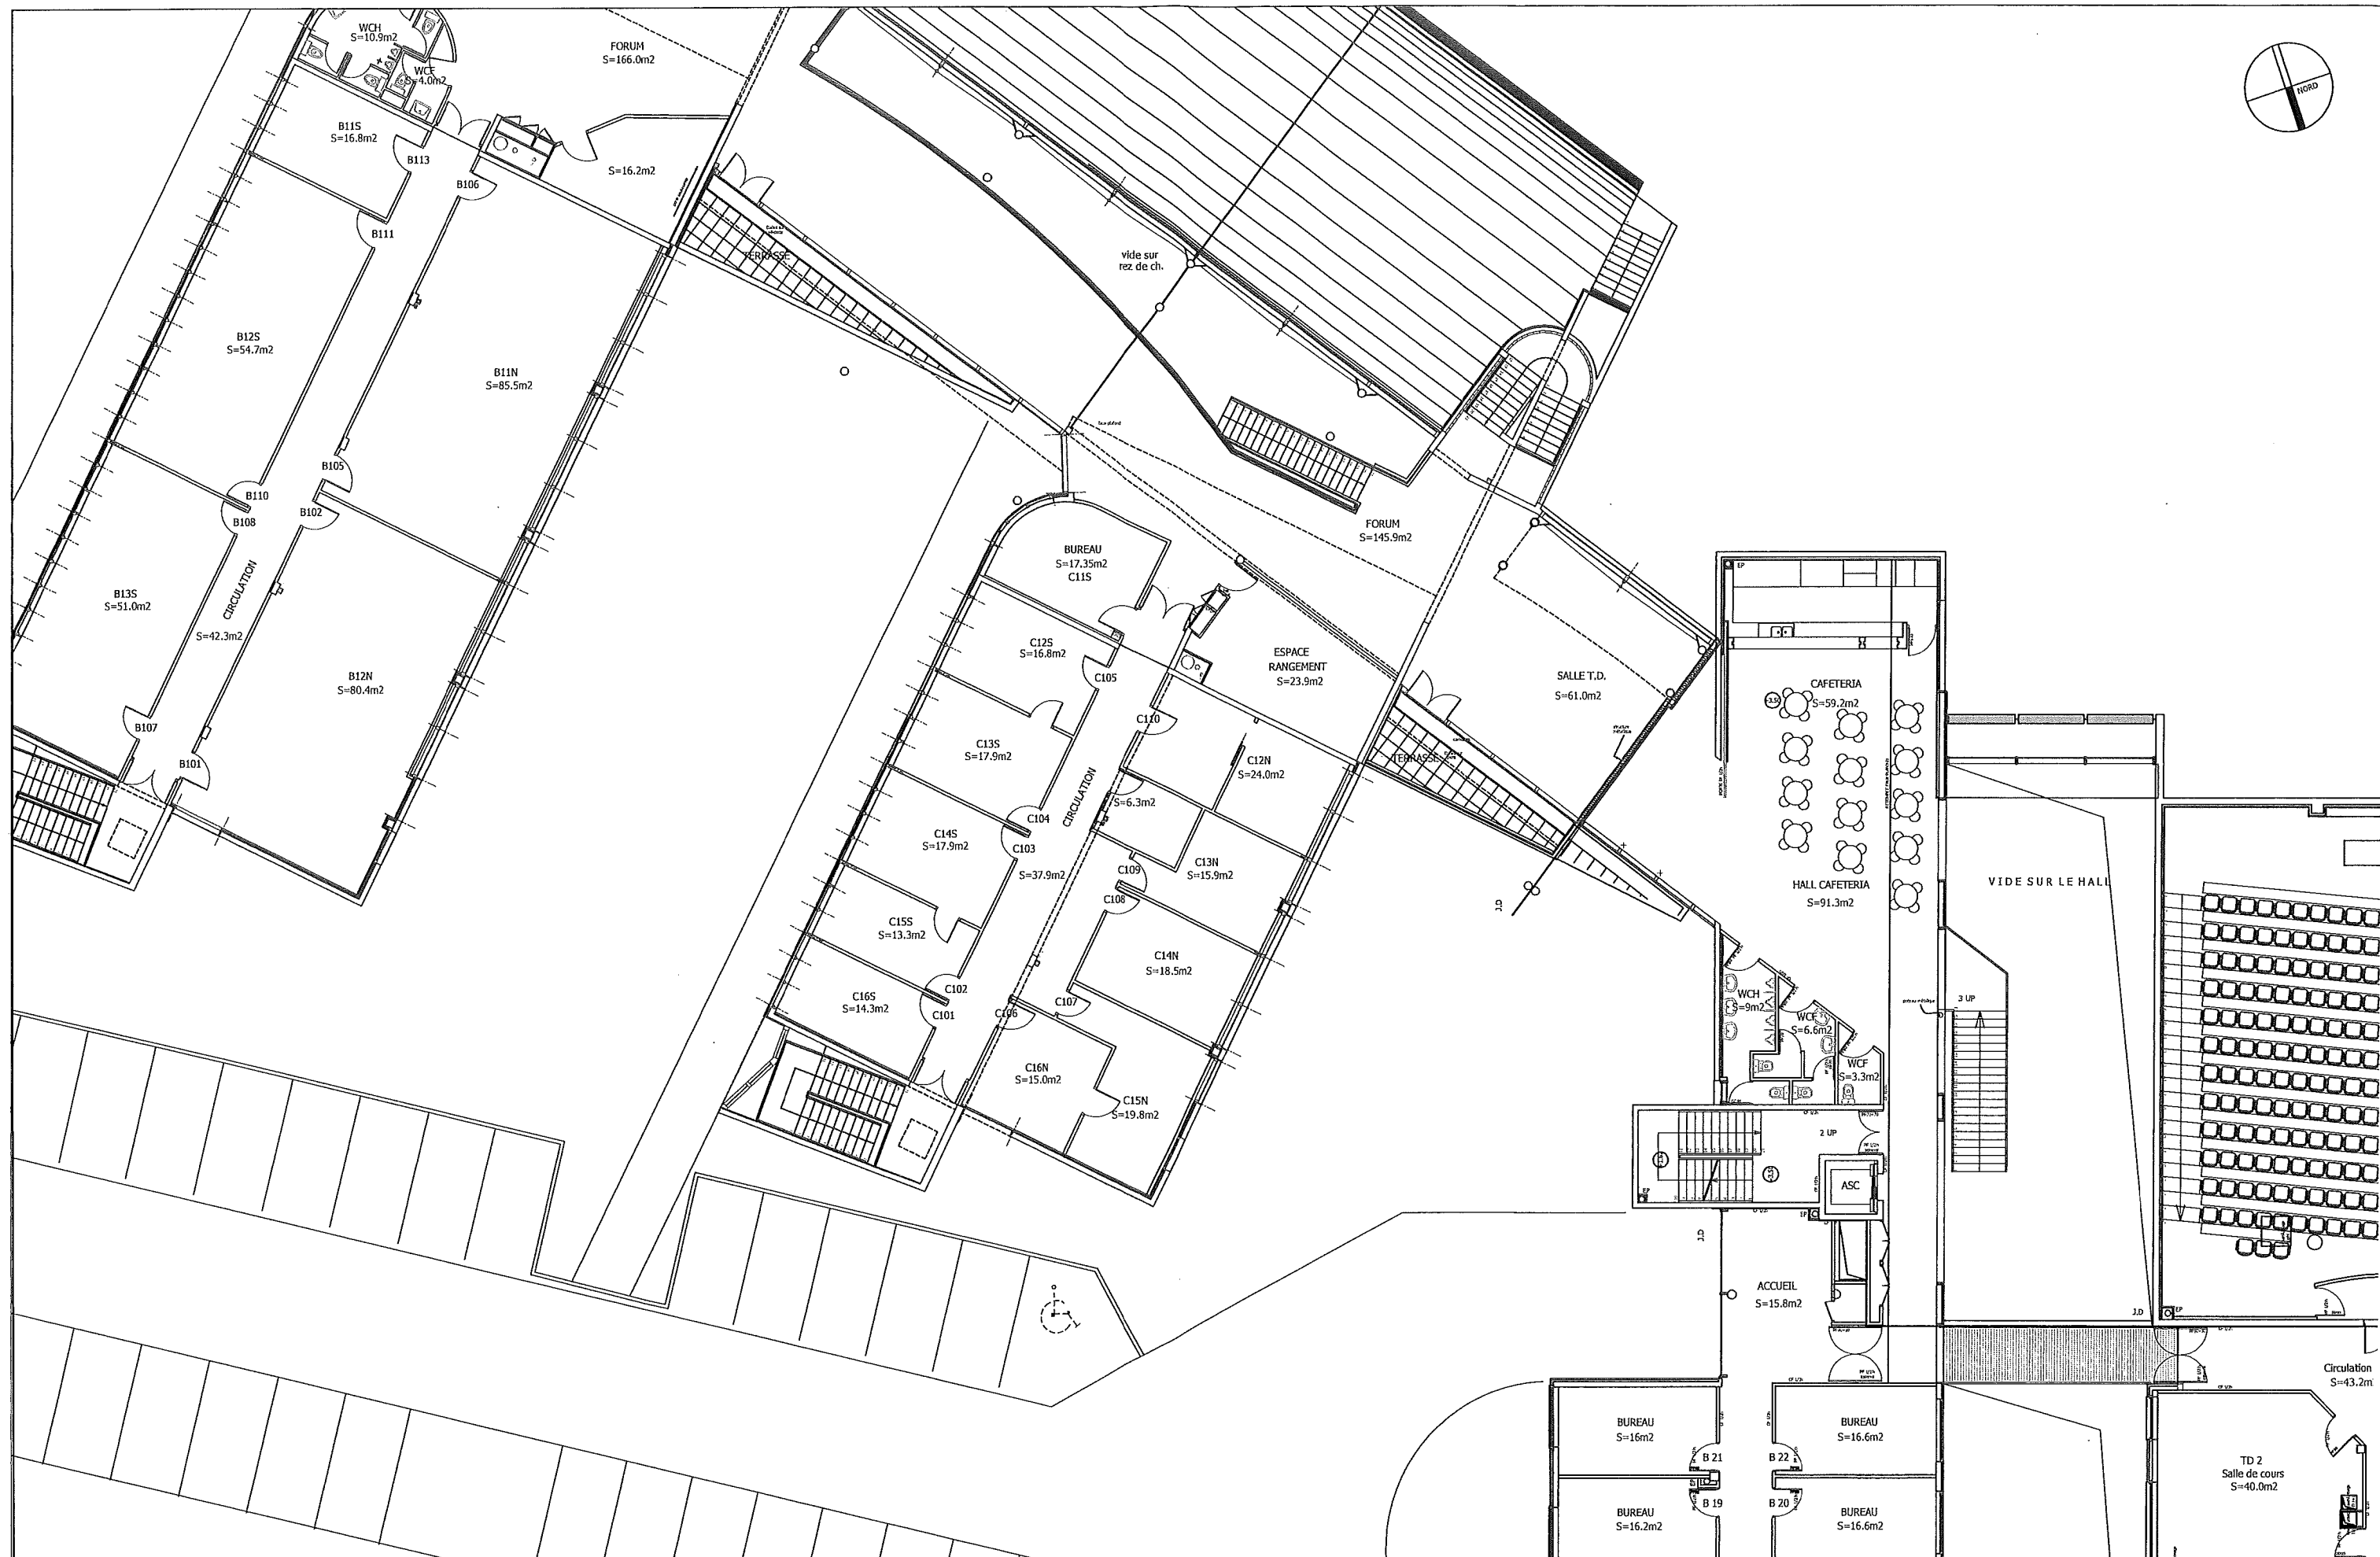 WCH
S=10.9m2
WCF
S=4.0m2
FORUM
S=166.0m2
NORD
B11S
S=16.8m2
B113
B106
S=16.2m2
B111
TERRASSE
vide sur
rez de ch.
B12S
S=54.7m2
B11N
S=85.5m2
B105
B110
B102
B108
FORUM
S=145.9m2
CIRCULATION
S=42.3m2
B13S
S=51.0m2
B12N
S=80.4m2
B107
B101
BUREAU
S=17.35m2
C11S
C12S
S=16.8m2
C105
ESPACE
RANGEMENT
S=23.9m2
SALLE T.D.
S=61.0m2
C110
C13S
S=17.9m2
C12N
S=24.0m2
TERRASSE
CIRCULATION
S=6.3m2
C104
C14S
S=17.9m2
C103
S=37.9m2
C109
C13N
S=15.9m2
C108
C15S
S=13.3m2
C14N
S=18.5m2
C102
C16S
S=14.3m2
C101
C107
C106
C16N
S=15.0m2
C15N
S=19.8m2
J.D
EP
CAFETERIA
S=59.2m2
HALL CAFETERIA
S=91.3m2
VIDE SUR LE HALL
WCH
S=9m2
WCF
S=6.6m2
WCF
S=3.3m2
3 UP
2 UP
ASC
EP
EP
J.D
ACCUEIL
S=15.8m2
J.D
EP
Circulation
S=43.2m
BUREAU
S=16m2
BUREAU
S=16.6m2
B 21
B 22
B 19
B 20
BUREAU
S=16.2m2
BUREAU
S=16.6m2
TD 2
Salle de cours
S=40.0m2